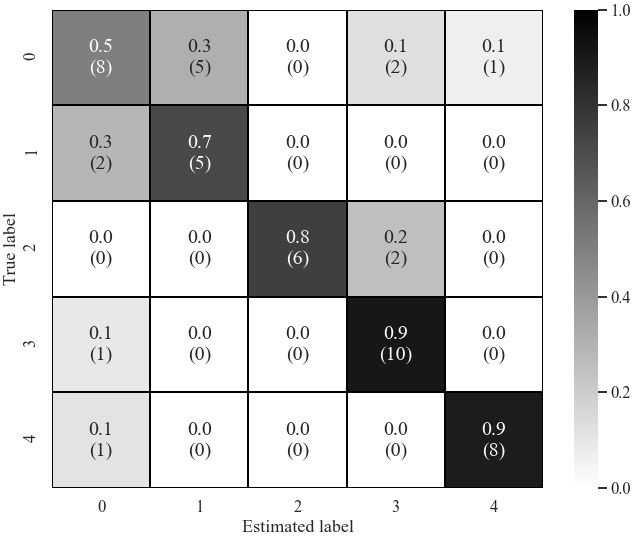 0.5 0.3 0.0 0.1 0.1 1.0
0 (8) (5) (0) (2) (1)
0.8
0.3 0.7 0.0 0.0 0.0
1 (2) (5) (0) (0) (0)
0.6
True label
0.0 0.0 0.8 0.2 0.0
2 (0) (0) (6) (2) (0)
0.4
0.1 0.0 0.0 0.9 0.0
3 (1) (0) (0) (10) (0)
0.2
0.1 0.0 0.0 0.0 0.9
4 (1) (0) (0) (0) (8)
0.0
0 1 2 3 4
Estimated label